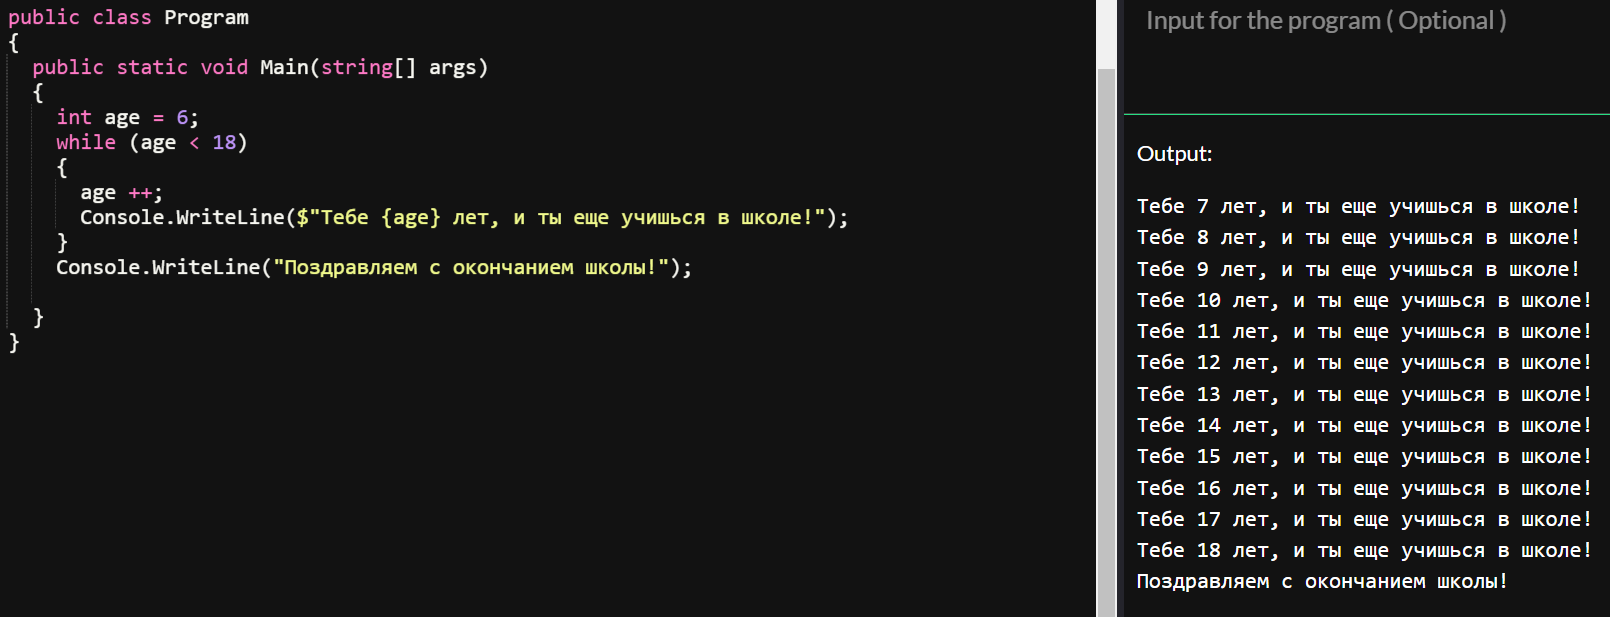 public class Program
{
public static void Main(string[] args)
{
int age = 6;
while (age < 18)
{
age ++;
Console.WriteLine($"Тебе {age} лет, и ты еще учишься в школе!");
}
Console.WriteLine("Поздравляем с окончанием школы!");
}
}
Input for the program ( Optional )
Output:
Тебе 7 лет, и ты еще учишься в школе!
Тебе 8 лет, и ты еще учишься в школе!
Тебе 9 лет, и ты еще учишься в школе!
Тебе 10 лет, и ты еще учишься в школе!
Тебе 11 лет, и ты еще учишься в школе!
Тебе 12 лет, и ты еще учишься в школе!
Тебе 13 лет, и ты еще учишься в школе!
Тебе 14 лет, и ты еще учишься в школе!
Тебе 15 лет, и ты еще учишься в школе!
Тебе 16 лет, и ты еще учишься в школе!
Тебе 17 лет, и ты еще учишься в школе!
Тебе 18 лет, и ты еще учишься в школе!
Поздравляем с окончанием школы!